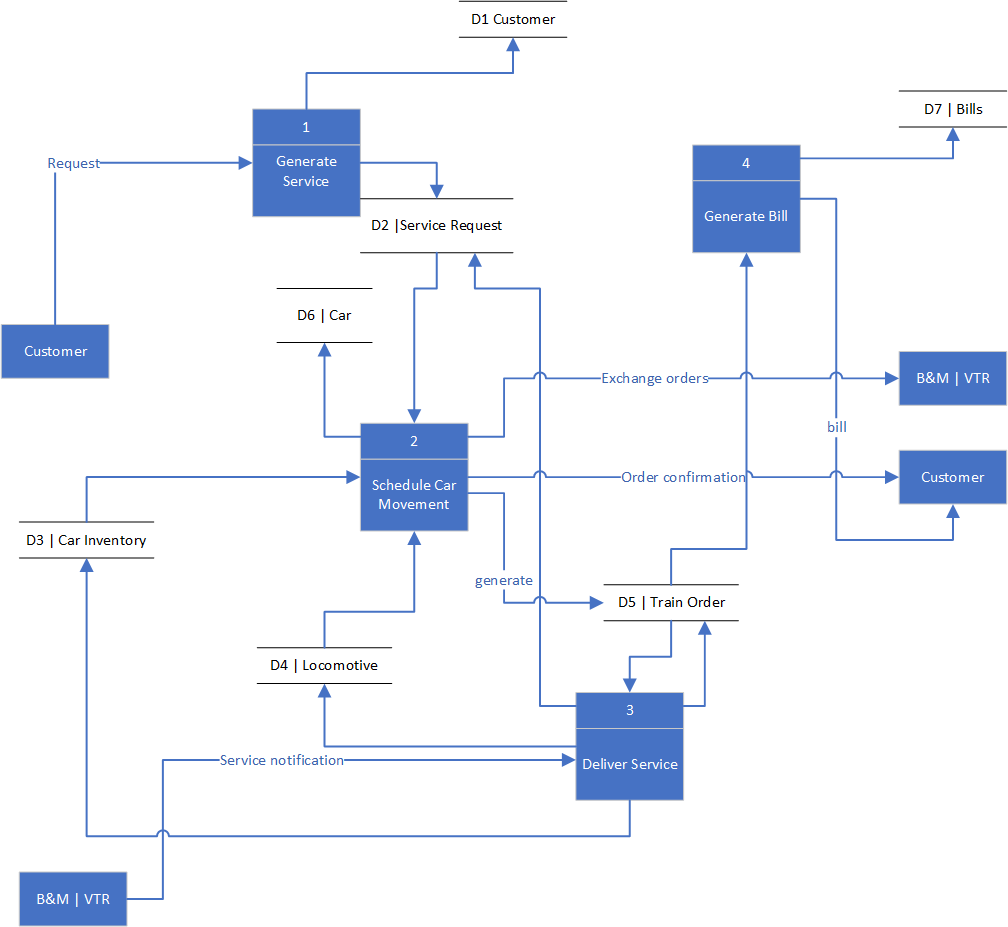 D1 Customer
D7 | Bills
1
Generate
Service
Request
4
Generate Bill
D2 |Service Request
D6 | Car
Customer
Exchange orders
B&M | VTR
bill
2
Schedule Car
Movement
Order confirmation
Customer
D3 | Car Inventory
generate
D5 | Train Order
D4 | Locomotive
3
Deliver Service
Service notification
B&M | VTR